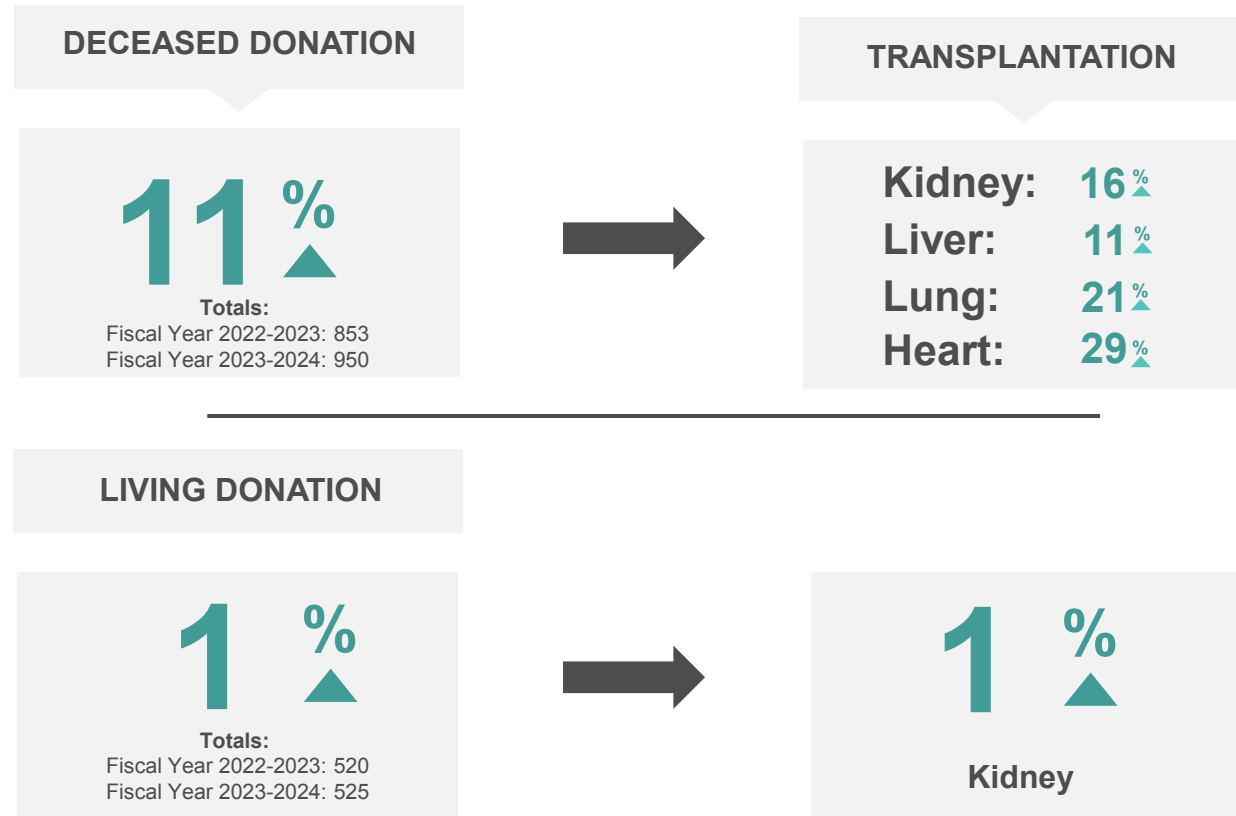 DECEASED DONATION
11 %
Totals:
Fiscal Year 2022-2023: 853
Fiscal Year 2023-2024: 950
TRANSPLANTATION
Kidney: 16 %
Liver: 11 %
Lung: 21 %
Heart: 29 %
LIVING DONATION
1 %
Totals:
Fiscal Year 2022-2023: 520
Fiscal Year 2023-2024: 525
1 %
Kidney